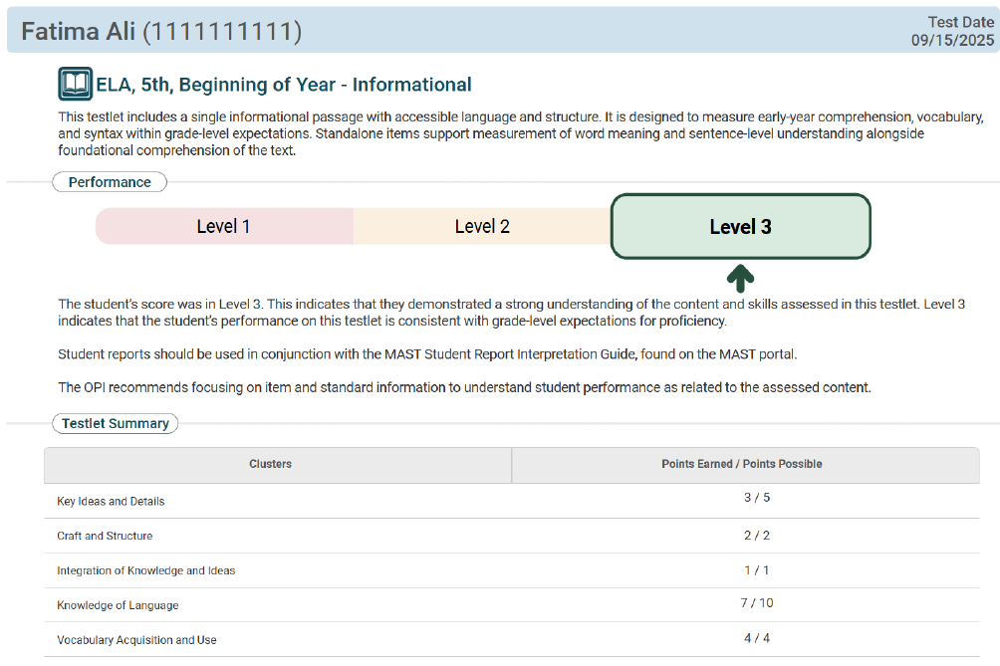 Fatima Ali (1111111111)
Test Date
09/15/2025
ELA, 5th, Beginning of Year - Informational
This testlet includes a single informational passage with accessible language and structure. It is designed to measure early-year comprehension, vocabulary,
and syntax within grade-level expectations. Standalone items support measurement of word meaning and sentence-level understanding alongside
foundational comprehension of the text.
Performance
Level 1
Level 2
Level 3
The student's score was in Level 3. This indicates that they demonstrated a strong understanding of the content and skills assessed in this testlet. Level 3
indicates that the student's performance on this testlet is consistent with grade-level expectations for proficiency.
Student reports should be used in conjunction with the MAST Student Report Interpretation Guide, found on the MAST portal.
The OPI recommends focusing on item and standard information to understand student performance as related to the assessed content.
Testlet Summary
Clusters Points Earned / Points Possible
Key Ideas and Details 3 / 5
Craft and Structure 2 / 2
Integration of Knowledge and Ideas 1 / 1
Knowledge of Language 7 / 10
Vocabulary Acquisition and Use 4 / 4